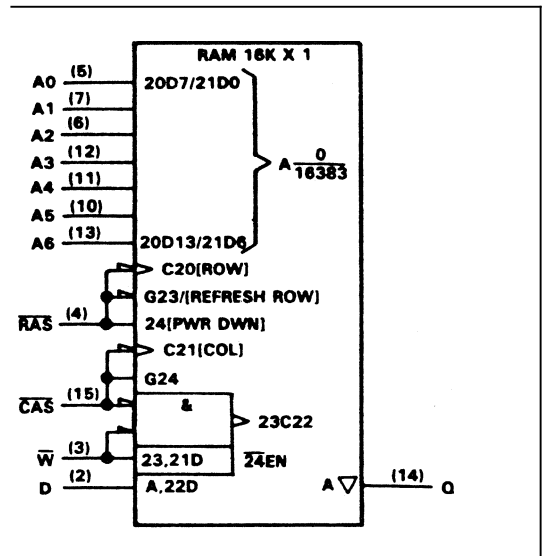 RAM 16K X 1
A0 (5) 20D7/21D0
A1 (7)
A2 (6)
A3 (12) A 0/16383
A4 (11)
A5 (10)
A6 (13) 20D13/21D6
C20[ROW]
G23/[REFRESH ROW]
RAS (4) 24[PWR DWN]
C21[COL]
G24
CAS (15) & 23C22
W (3) 23,21D 24EN
D (2) A,22D A (14) Q